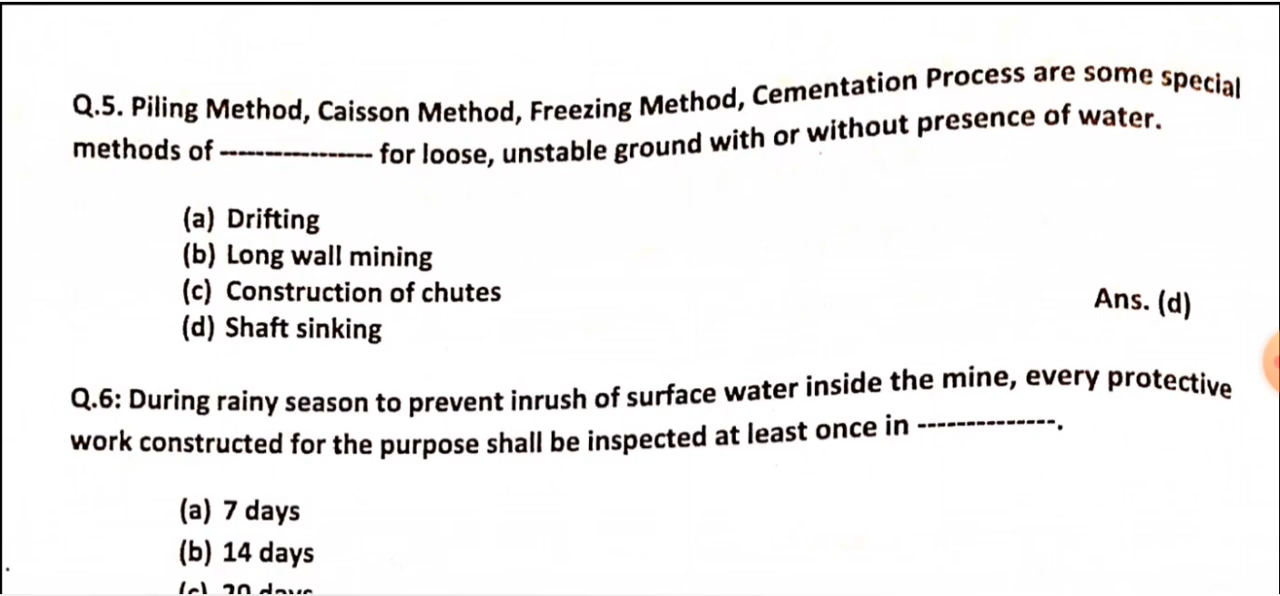 Q.5. Piling Method, Caisson Method, Freezing Method, Cementation Process are some special
methods of ----------------- for loose, unstable ground with or without presence of water.
(a) Drifting
(b) Long wall mining
(c) Construction of chutes
Ans. (d)
(d) Shaft sinking
Q.6: During rainy season to prevent inrush of surface water inside the mine, every protective
work constructed for the purpose shall be inspected at least once in --------------.
(a) 7 days
(b) 14 days